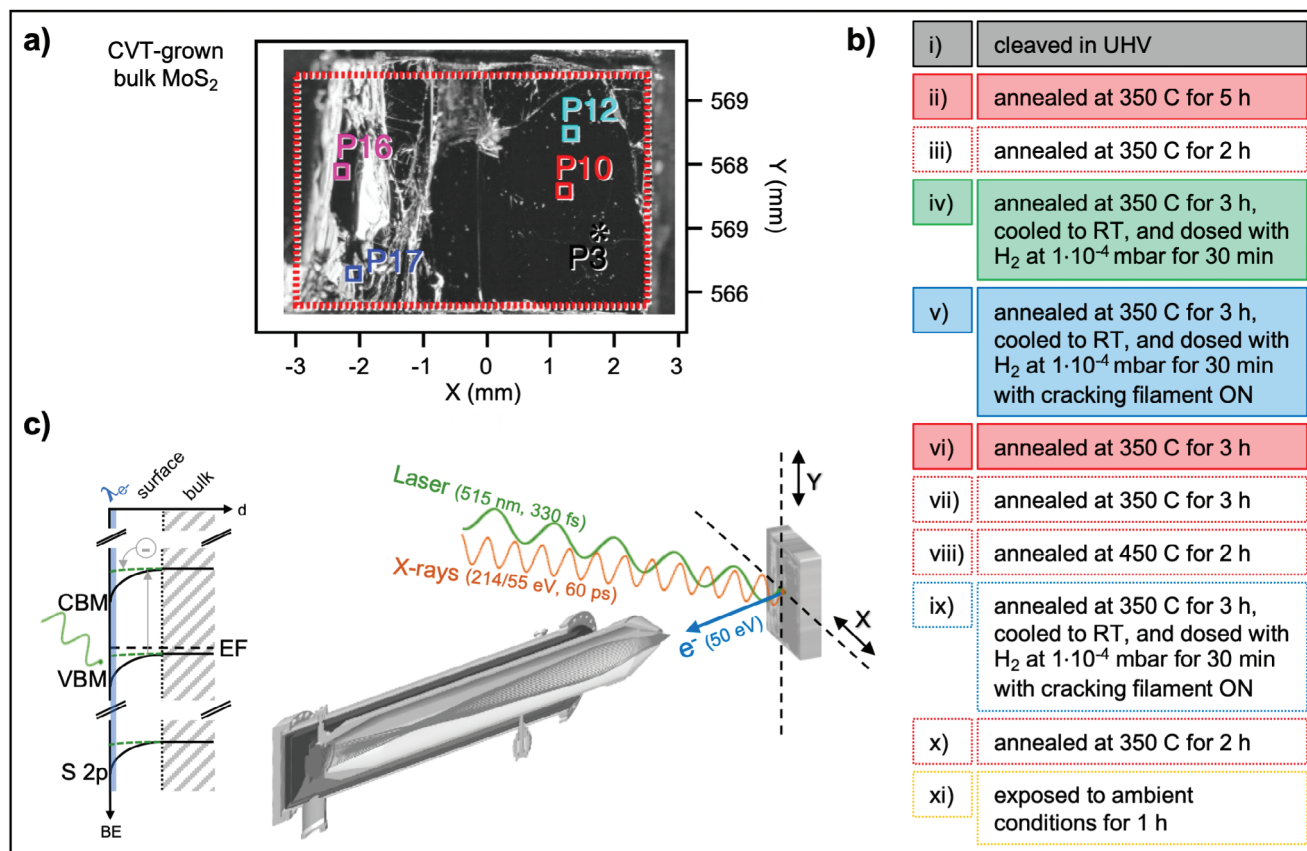 a)
CVT-grown
bulk MoS₂
P16
P12
P10
P3
P17
569
568
569
566
Y (mm)
-3 -2 -1 0 1 2 3
X (mm)
b)
i) cleaved in UHV
ii) annealed at 350 C for 5 h
iii) annealed at 350 C for 2 h
iv) annealed at 350 C for 3 h,
cooled to RT, and dosed with
H₂ at 1·10⁻⁴ mbar for 30 min
v) annealed at 350 C for 3 h,
cooled to RT, and dosed with
H₂ at 1·10⁻⁴ mbar for 30 min
with cracking filament ON
vi) annealed at 350 C for 3 h
vii) annealed at 350 C for 3 h
viii) annealed at 450 C for 2 h
ix) annealed at 350 C for 3 h,
cooled to RT, and dosed with
H₂ at 1·10⁻⁴ mbar for 30 min
with cracking filament ON
x) annealed at 350 C for 2 h
xi) exposed to ambient
conditions for 1 h
c)
λe-
surface
bulk
d
-
CBM
EF
VBM
S 2p
BE
Laser (515 nm, 330 fs)
X-rays (214/55 eV, 60 ps)
e⁻ (50 eV)
Y
X